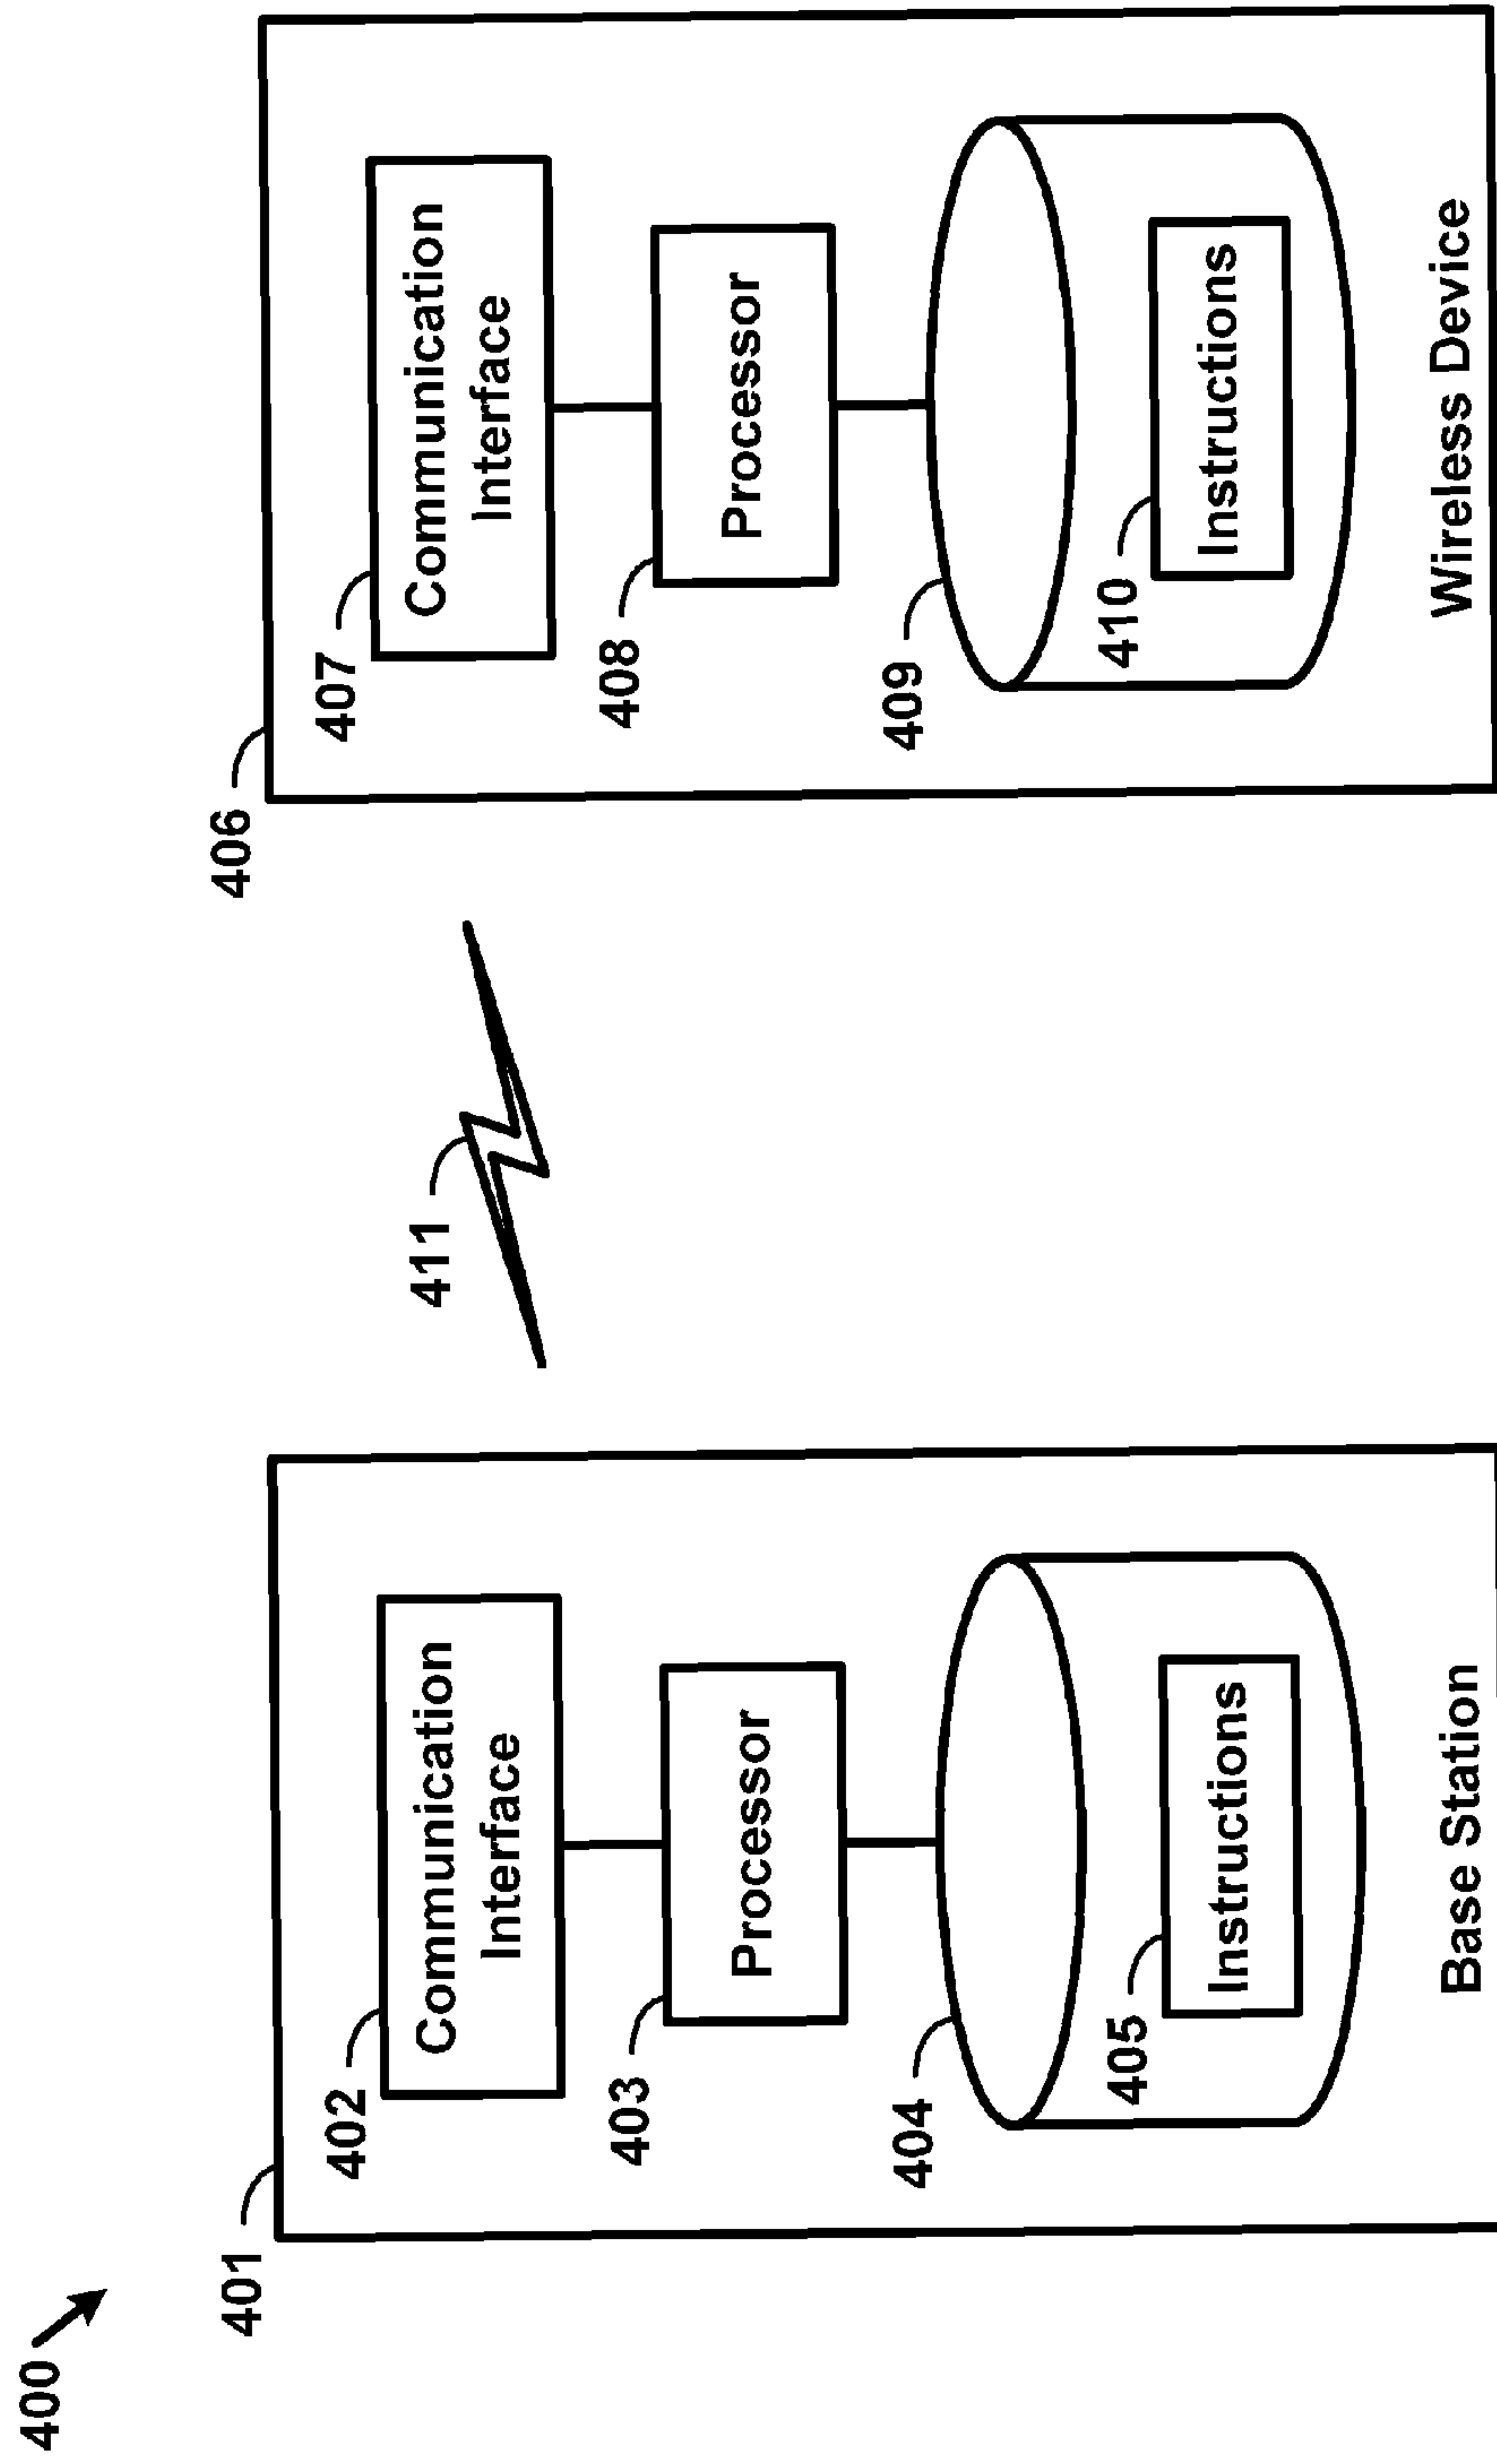 400
401
402
Communication
Interface
403
Processor
404
405
Instructions
Base Station
411
406
407
Communication
Interface
408
Processor
409
410
Instructions
Wireless Device